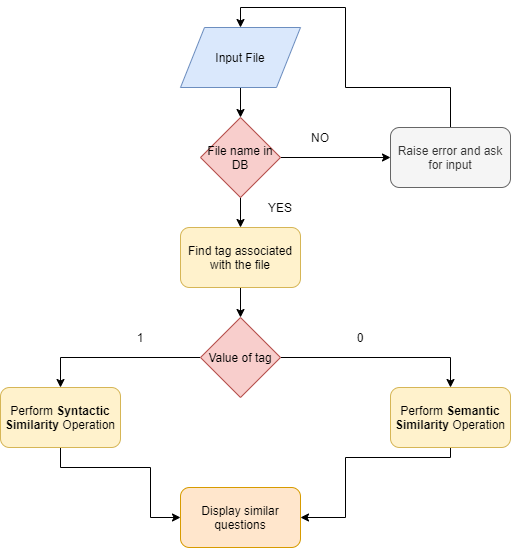 Input File
File name in
DB
NO
Raise error and ask
for input
YES
Find tag associated
with the file
Value of tag
1
0
Perform Syntactic
Similarity Operation
Perform Semantic
Similarity Operation
Display similar
questions